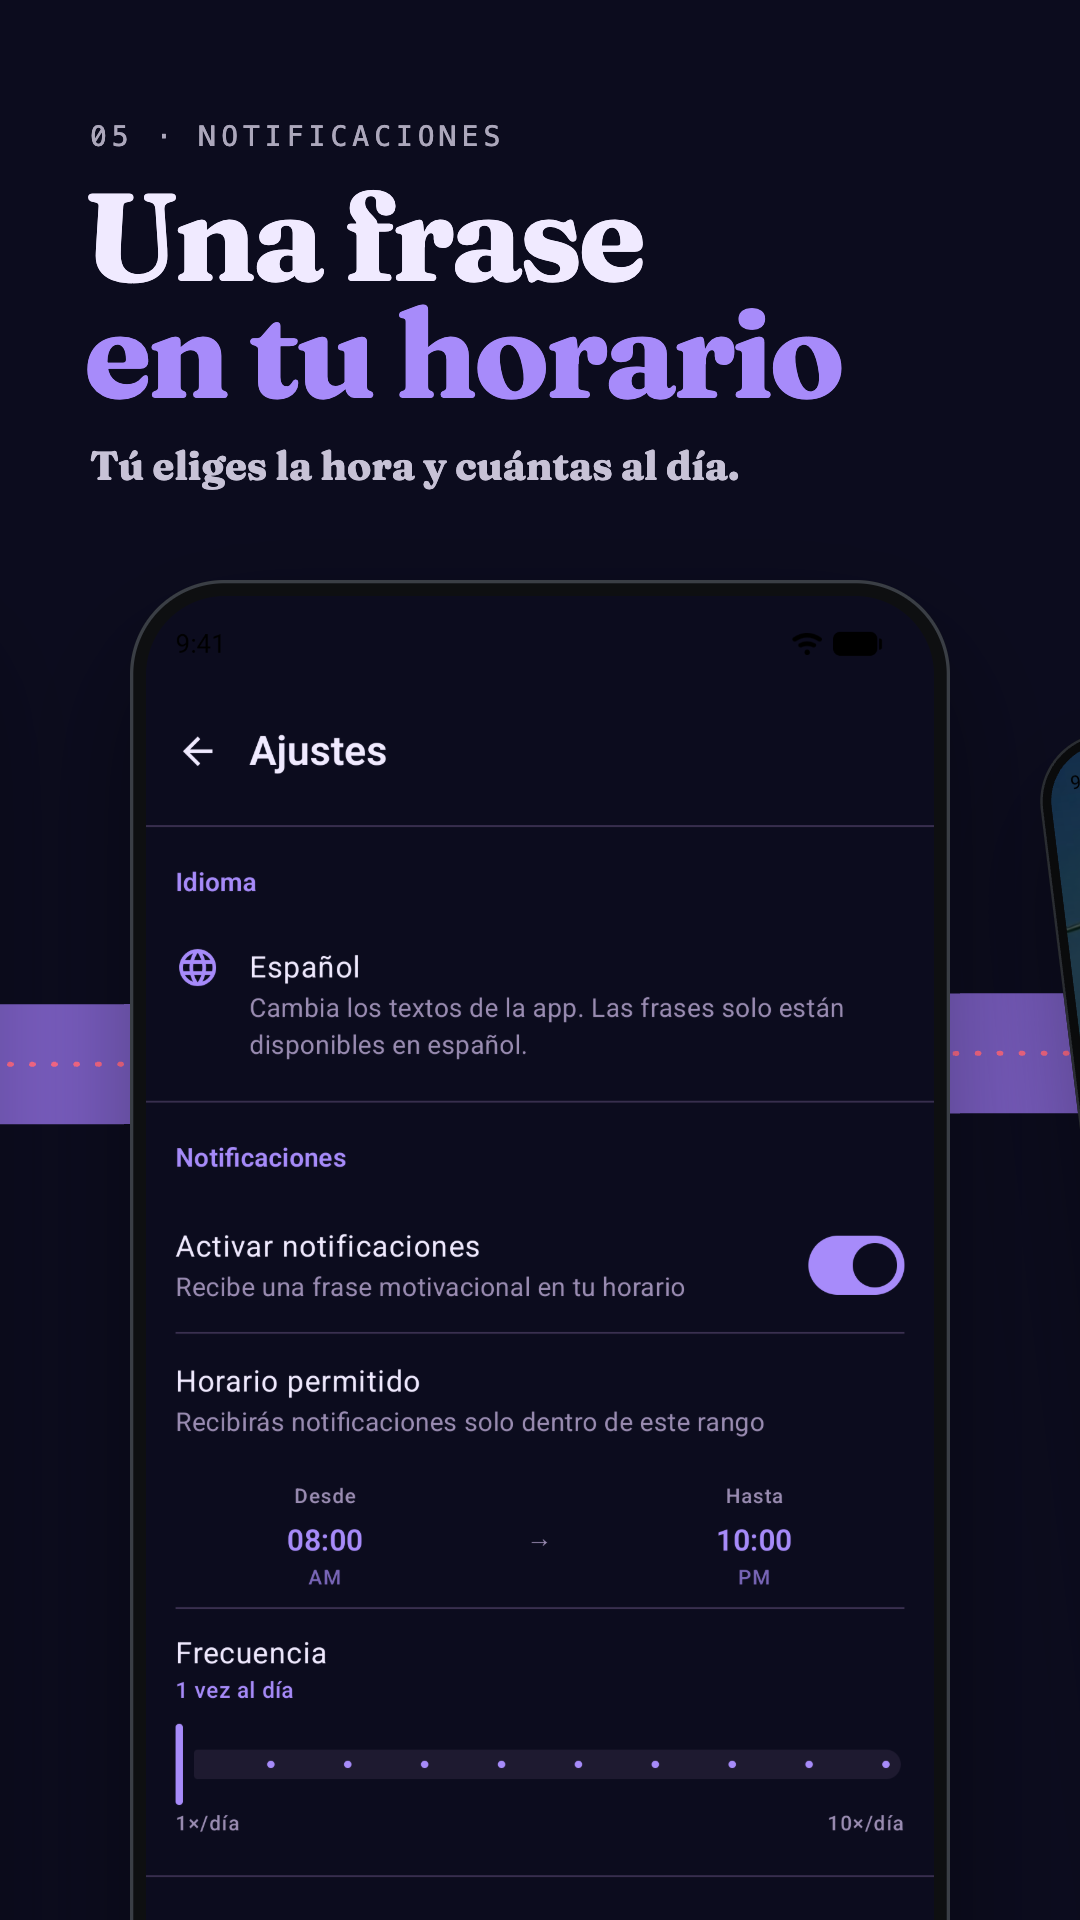 05 · NOTIFICACIONES
Una frase
en tu horario
Tú eliges la hora y cuántas al día.
9:41
Ajustes
Idioma
Español
Cambia los textos de la app. Las frases solo están
disponibles en español.
Notificaciones
Activar notificaciones
Recibe una frase motivacional en tu horario
Horario permitido
Recibirás notificaciones solo dentro de este rango
Desde
Hasta
08:00 → 10:00
AM
PM
Frecuencia
1 vez al día
1×/día
10×/día
9